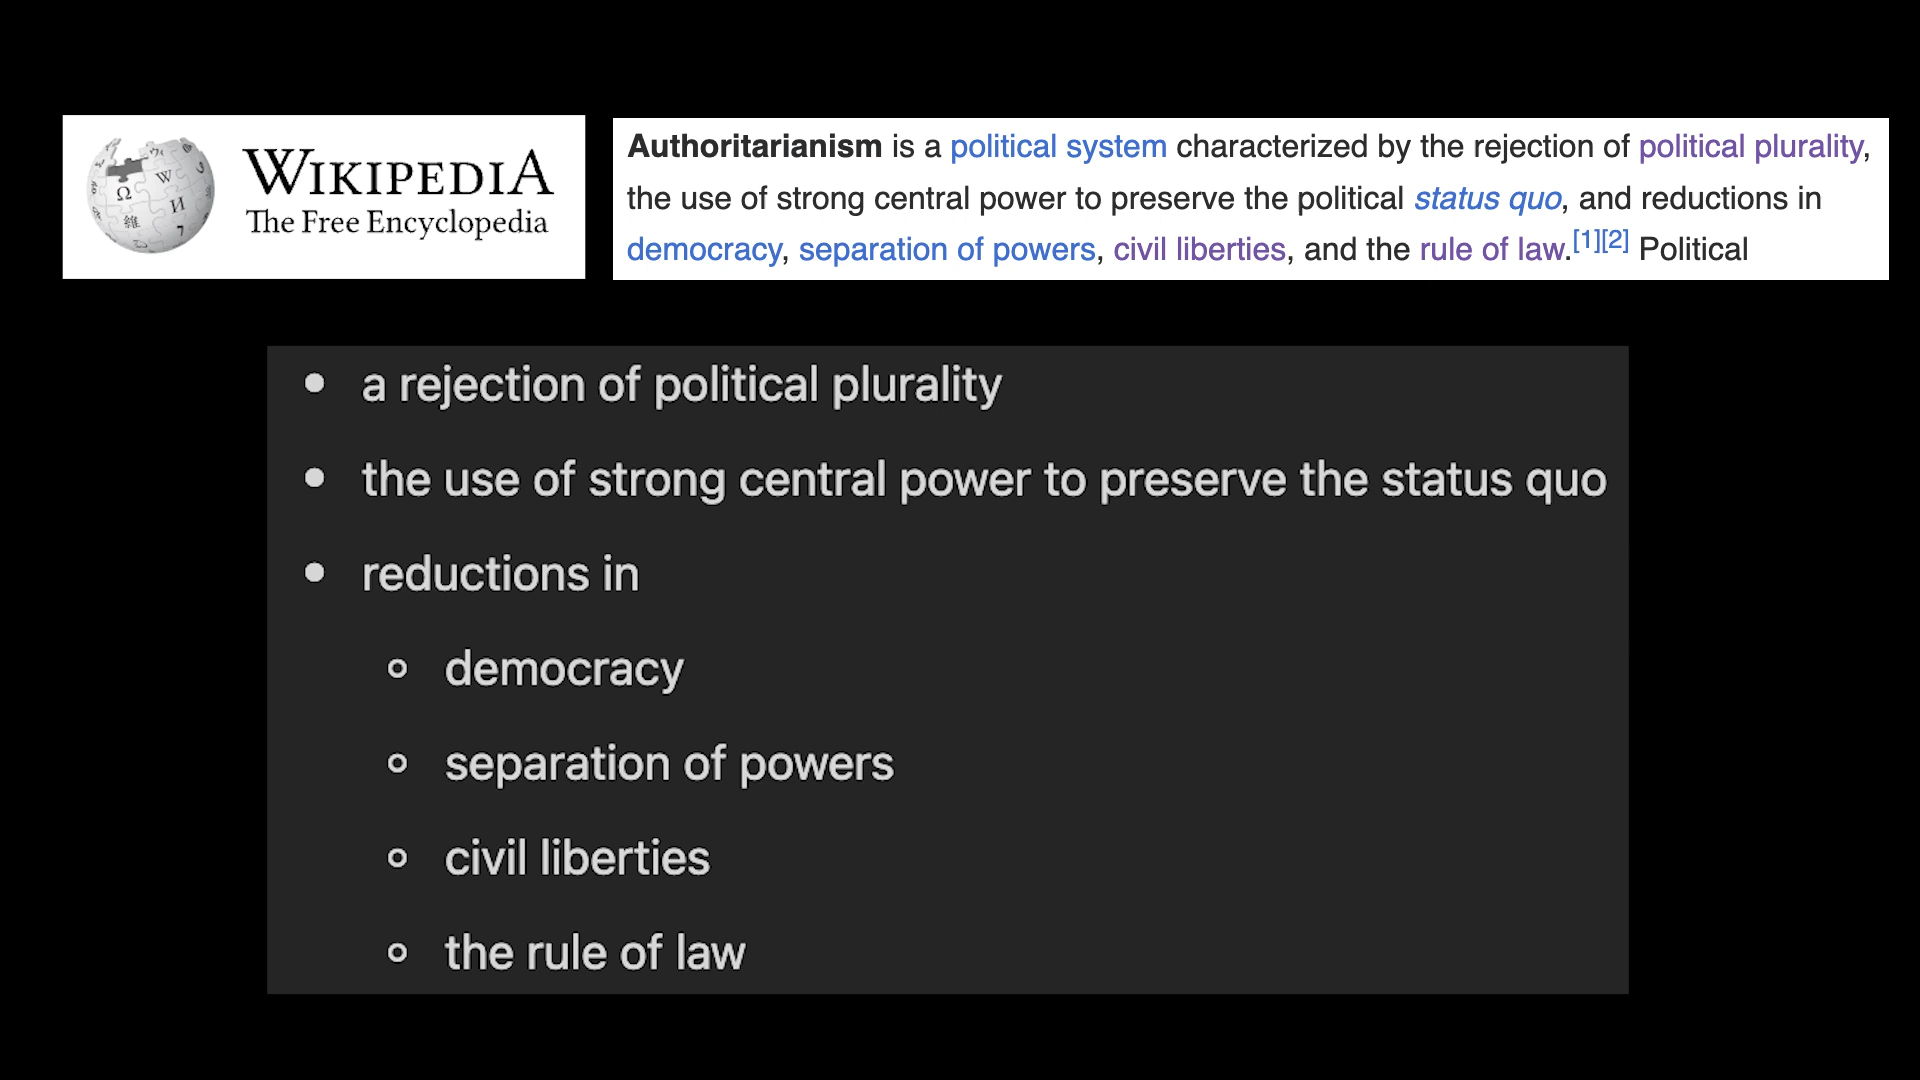 WIKIPEDIA
The Free Encyclopedia
Authoritarianism is a political system characterized by the rejection of political plurality,
the use of strong central power to preserve the political status quo, and reductions in
democracy, separation of powers, civil liberties, and the rule of law.[1][2] Political
• a rejection of political plurality
• the use of strong central power to preserve the status quo
• reductions in
◦ democracy
◦ separation of powers
◦ civil liberties
◦ the rule of law